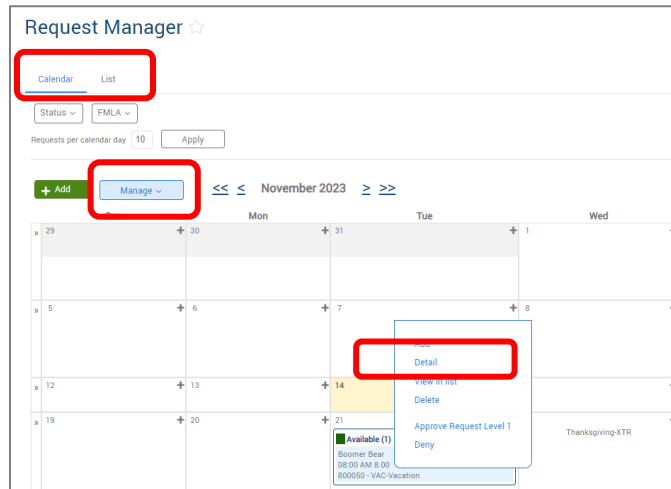 Request Manager
Calendar List
Status FMLA
Requests per calendar day 10 Apply
+ Add Manage << < November 2023 > >>
Mon Tue Wed
» 29 + 30 + 31 + 1
» 5 + 6 + 7 + 8
Detail
View in list
Delete
Approve Request Level 1
Deny
» 12 + 13 + 14
» 19 + 20 + 21
Available (1)
Boomer Bear
08:00 AM 8.00
800050 - VAC-Vacation
Thanksgiving-XTR